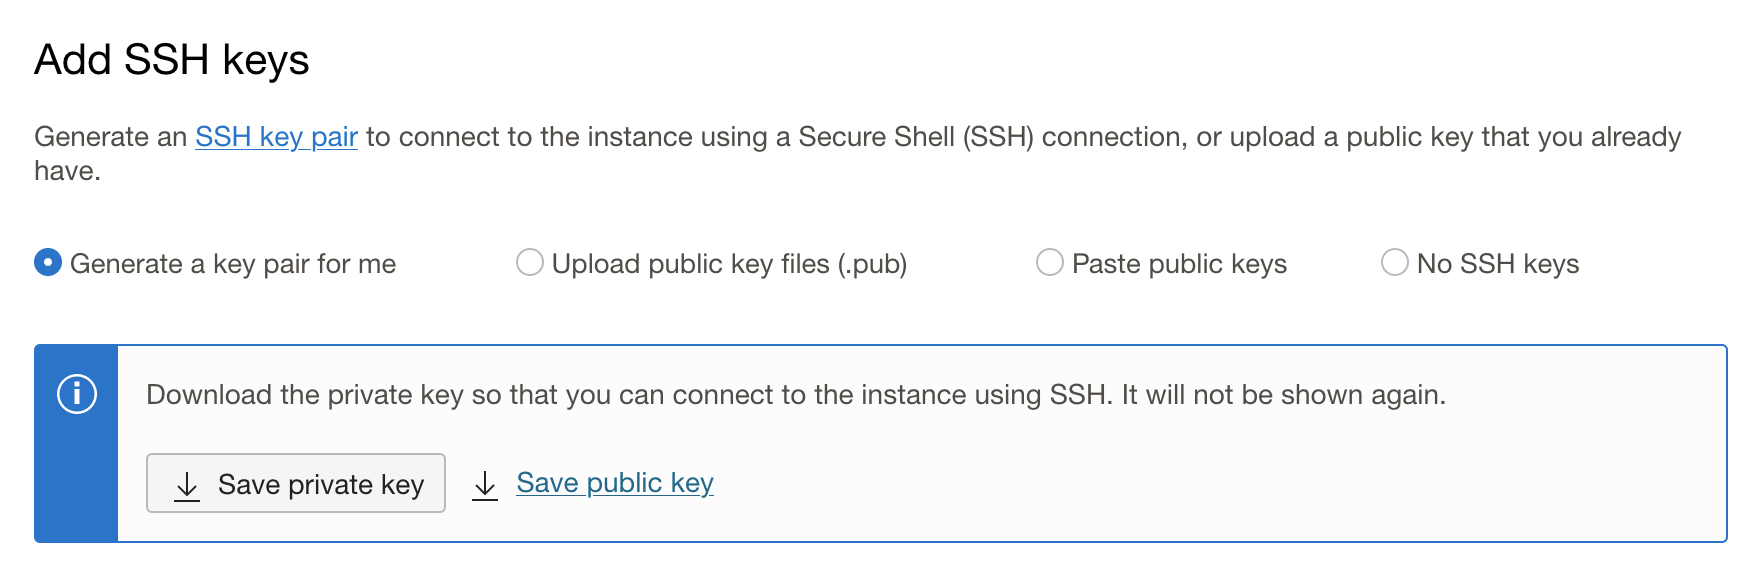 Add SSH keys
Generate an SSH key pair to connect to the instance using a Secure Shell (SSH) connection, or upload a public key that you already
have.
Generate a key pair for me
Upload public key files (.pub)
Paste public keys
No SSH keys
Download the private key so that you can connect to the instance using SSH. It will not be shown again.
Save private key
Save public key